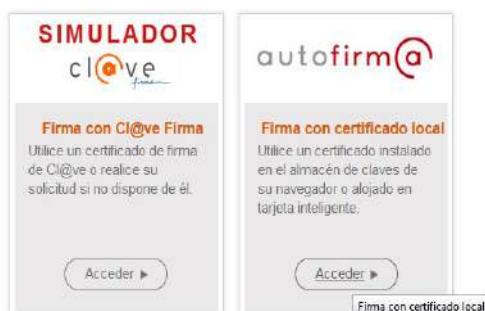 SIMULADOR
cl@ve
firma
Firma con Cl@ve Firma
Utilice un certificado de firma
de Cl@ve o realice su
solicitud si no dispone de él.
Acceder ▶
autofirm@
Firma con certificado local
Utilice un certificado instalado
en el almacén de claves de
su navegador o alojado en
tarjeta inteligente.
Acceder ▶
Firma con certificado local